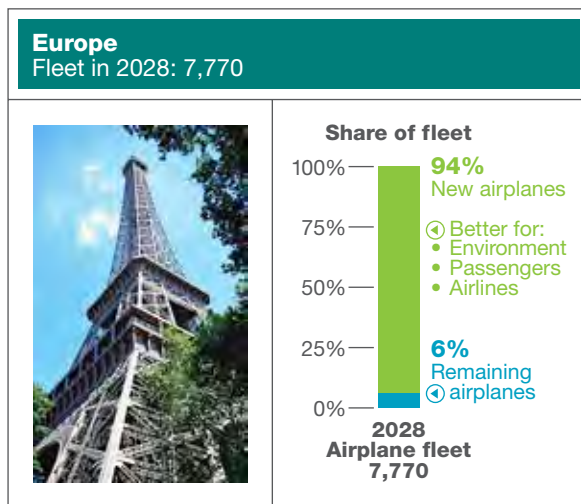 Europe
Fleet in 2028: 7,770
Share of fleet
100%
75%
50%
25%
0%
94%
New airplanes
Better for:
• Environment
• Passengers
• Airlines
6%
Remaining
airplanes
2028
Airplane fleet
7,770